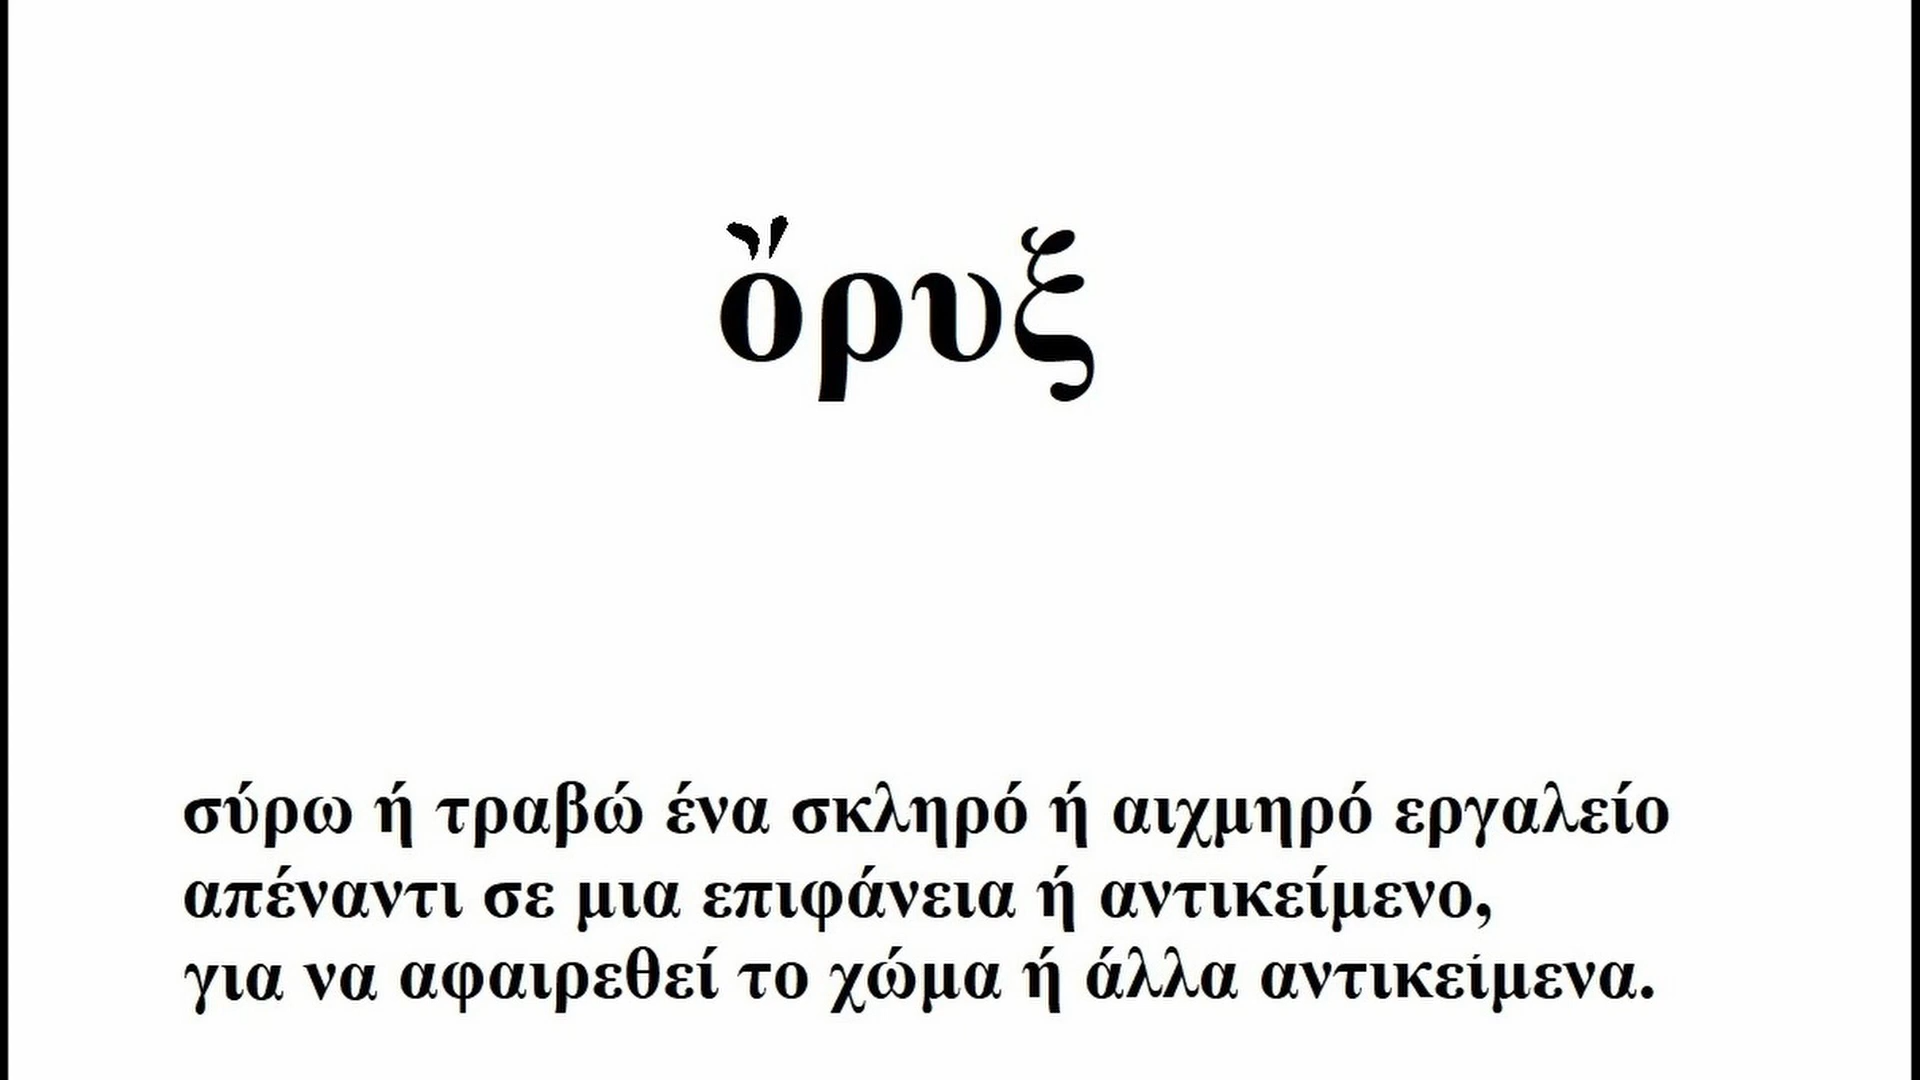 ὄρυξ
σύρω ή τραβώ ένα σκληρό ή αιχμηρό εργαλείο
απέναντι σε μια επιφάνεια ή αντικείμενο,
για να αφαιρεθεί το χώμα ή άλλα αντικείμενα.